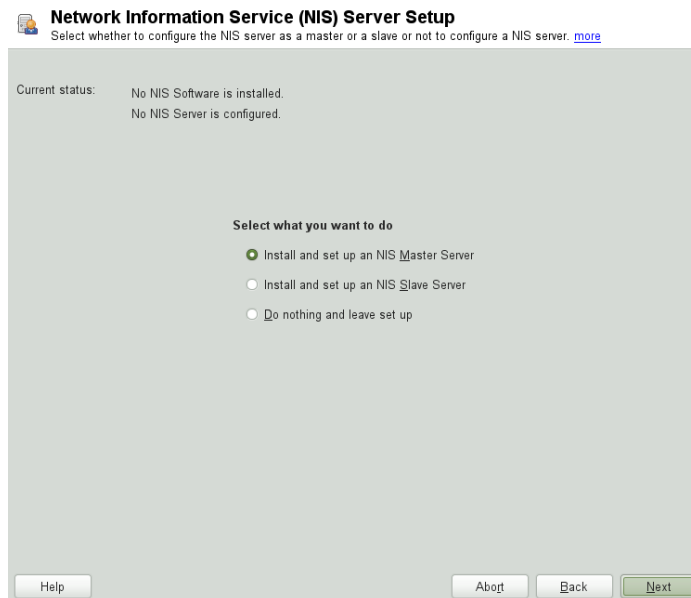 Network Information Service (NIS) Server Setup
Select whether to configure the NIS server as a master or a slave or not to configure a NIS server. more
Current status:
No NIS Software is installed.
No NIS Server is configured.
Select what you want to do
Install and set up an NIS Master Server
Install and set up an NIS Slave Server
Do nothing and leave set up
Help
Abort
Back
Next